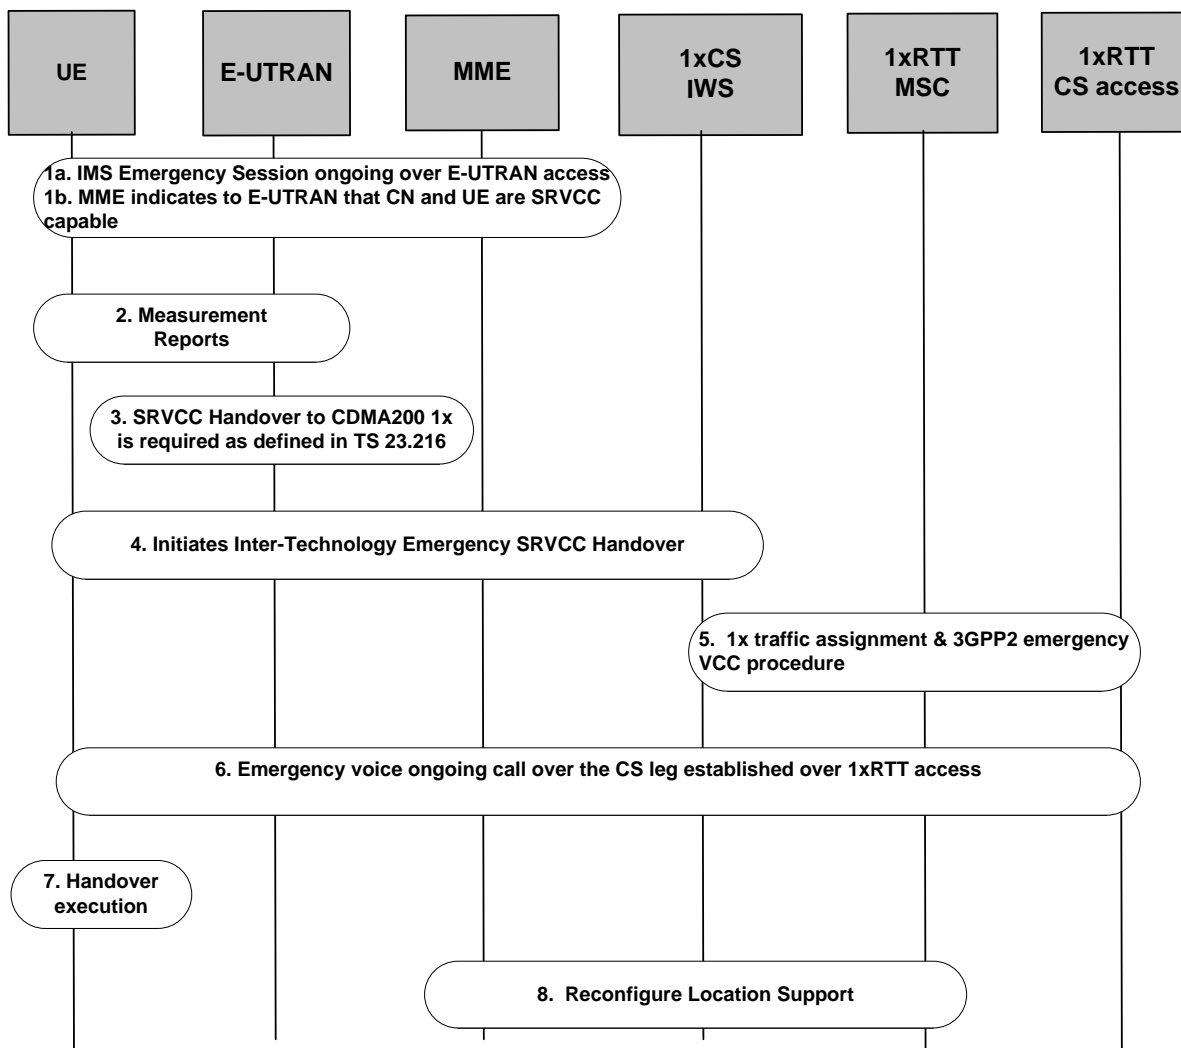 UE
E-UTRAN
MME
1xCS
IWS
1xRTT
MSC
1xRTT
CS access
1a. IMS Emergency Session ongoing over E-UTRAN access
1b. MME indicates to E-UTRAN that CN and UE are SRVCC
capable
2. Measurement
Reports
3. SRVCC Handover to CDMA200 1x
is required as defined in TS 23.216
4. Initiates Inter-Technology Emergency SRVCC Handover
5. 1x traffic assignment & 3GPP2 emergency
VCC procedure
6. Emergency voice ongoing call over the CS leg established over 1xRTT access
7. Handover
execution
8. Reconfigure Location Support